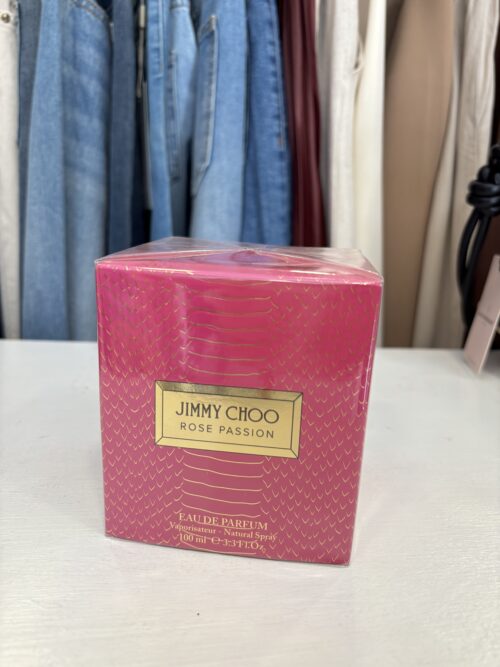 JIMMY CHOO
ROSE PASSION
EAU DE PARFUM
Vaporisateur - Natural Spray
100 ml ℮ 3.3 Fl.Oz.